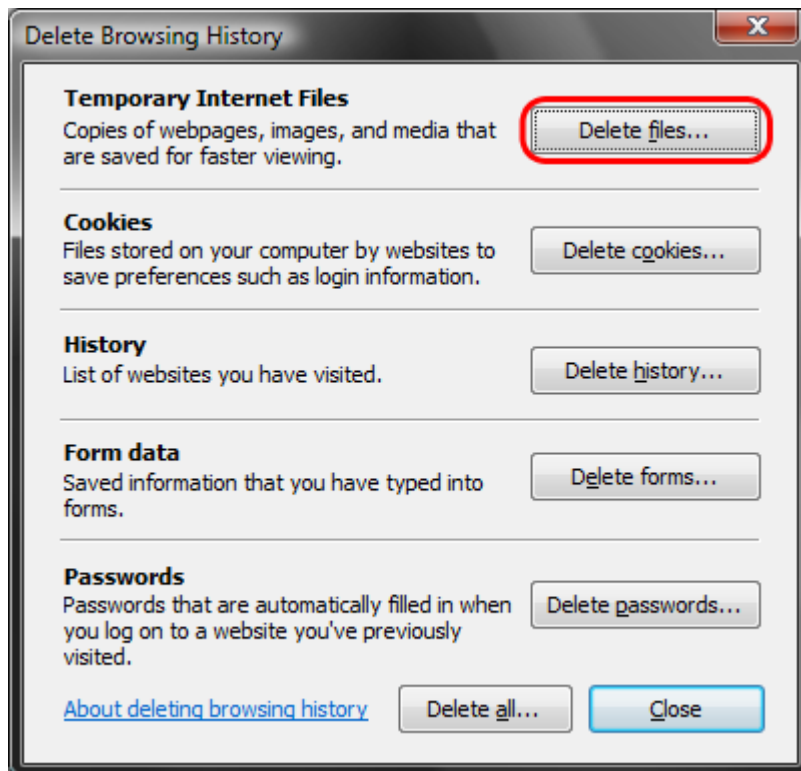 Delete Browsing History
Temporary Internet Files
Copies of webpages, images, and media that
are saved for faster viewing.
Delete files...
Cookies
Files stored on your computer by websites to
save preferences such as login information.
Delete cookies...
History
List of websites you have visited.
Delete history...
Form data
Saved information that you have typed into
forms.
Delete forms...
Passwords
Passwords that are automatically filled in when
you log on to a website you've previously
visited.
Delete passwords...
About deleting browsing history
Delete all...
Close